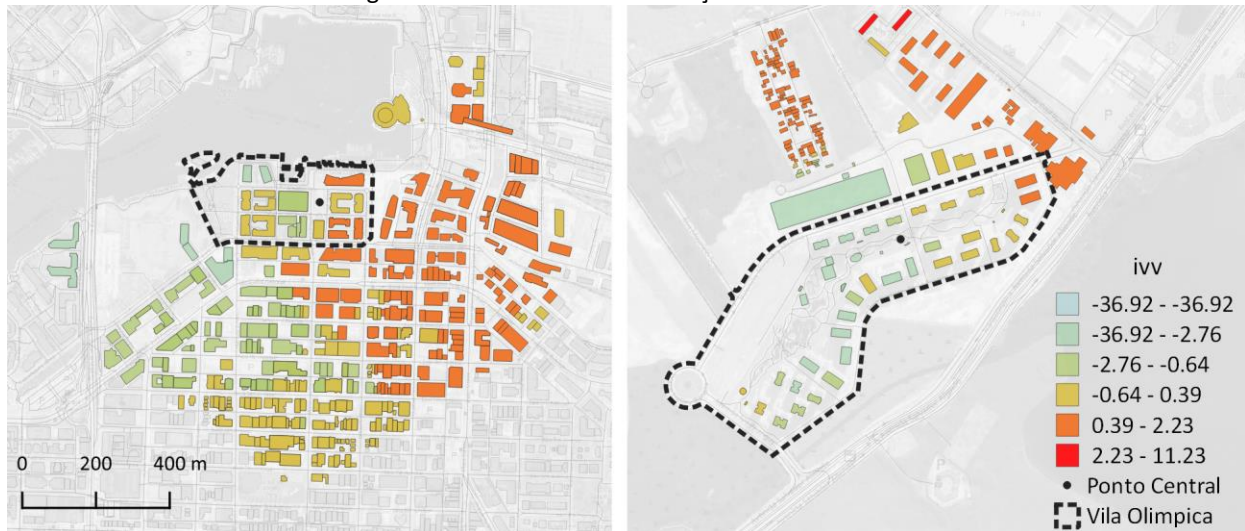 0 200 400 m
ivv
-36.92 - -36.92
-36.92 - -2.76
-2.76 - -0.64
-0.64 - 0.39
0.39 - 2.23
2.23 - 11.23
Ponto Central
Vila Olimpica